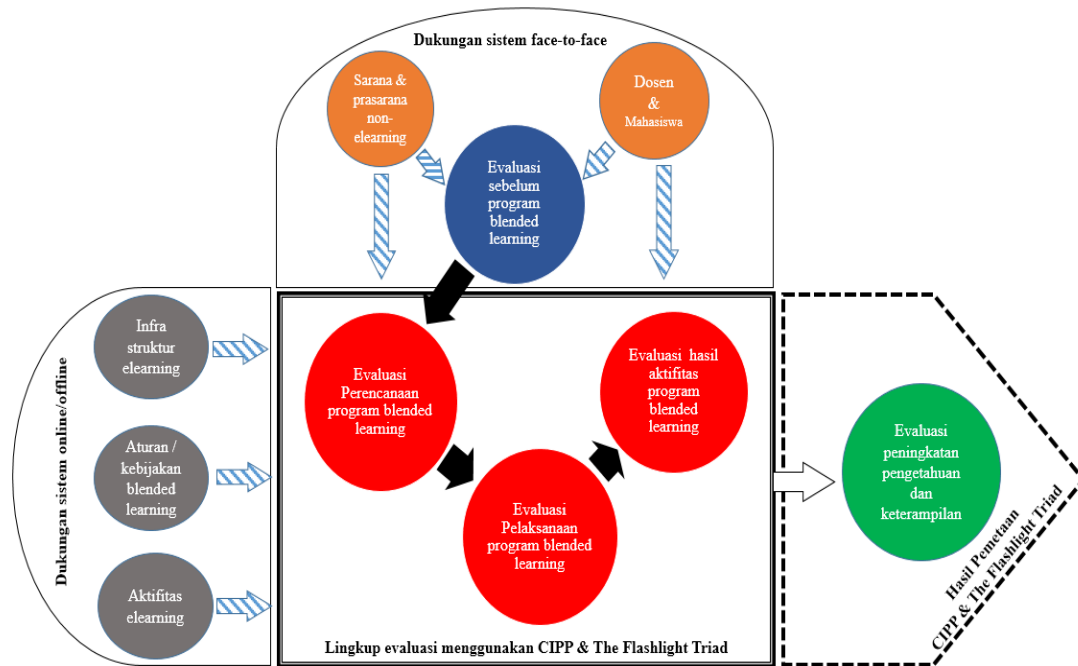 Dukungan sistem face-to-face
Sarana &
prasarana
non-
elearning
Dosen
&
Mahasiswa
Evaluasi
sebelum
program
blended
learning
Dukungan sistem online/offline
Infra
struktur
elearning
Aturan /
kebijakan
blended
learning
Aktifitas
elearning
Evaluasi
Perencanaan
program blended
learning
Evaluasi
Pelaksanaan
program blended
learning
Evaluasi hasil
aktifitas
program
blended
learning
Lingkup evaluasi menggunakan CIPP & The Flashlight Triad
Evaluasi
peningkatan
pengetahuan
dan
keterampilan
Hasil Pemetaan
CIPP & The Flashlight Triad